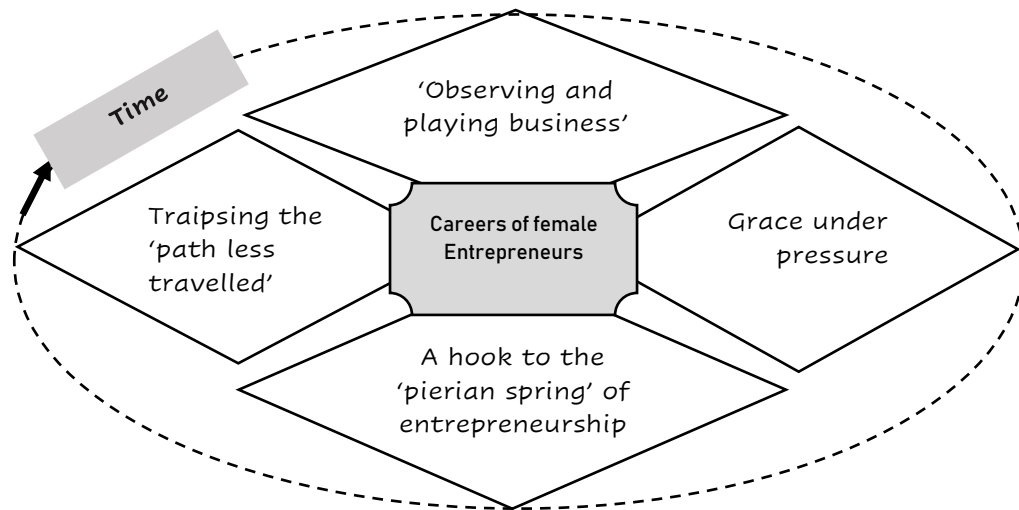 Time
‘Observing and
playing business’
Traipsing the
‘path less
travelled’
Careers of female
Entrepreneurs
Grace under
pressure
A hook to the
‘pierian spring’ of
entrepreneurship